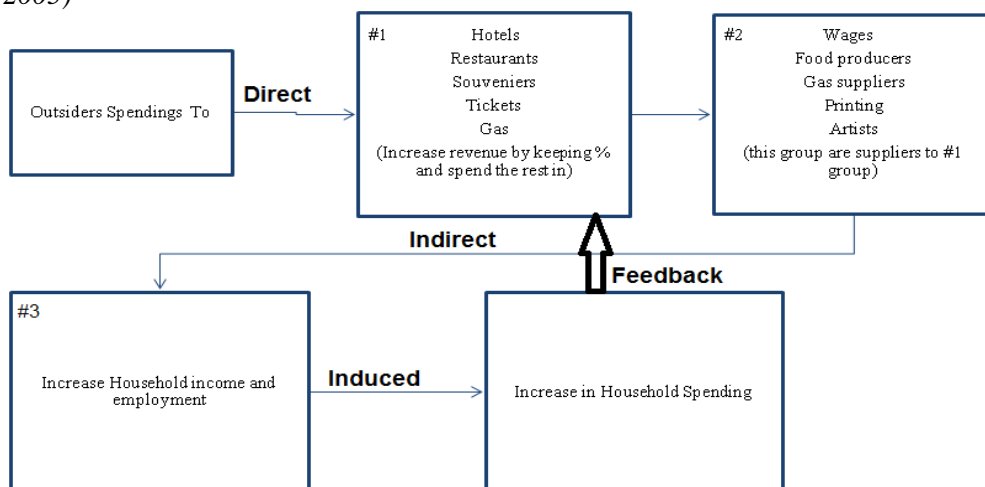 2005)
#1 Hotels
Restaurants
Souveniers
Tickets
Gas
(Increase revenue by keeping %
and spend the rest in)
#2 Wages
Food producers
Gas suppliers
Printing
Artists
(this group are suppliers to #1
group)
Outsiders Spendings To
Direct
Indirect
Feedback
#3
Increase Household income and
employment
Induced
Increase in Household Spending